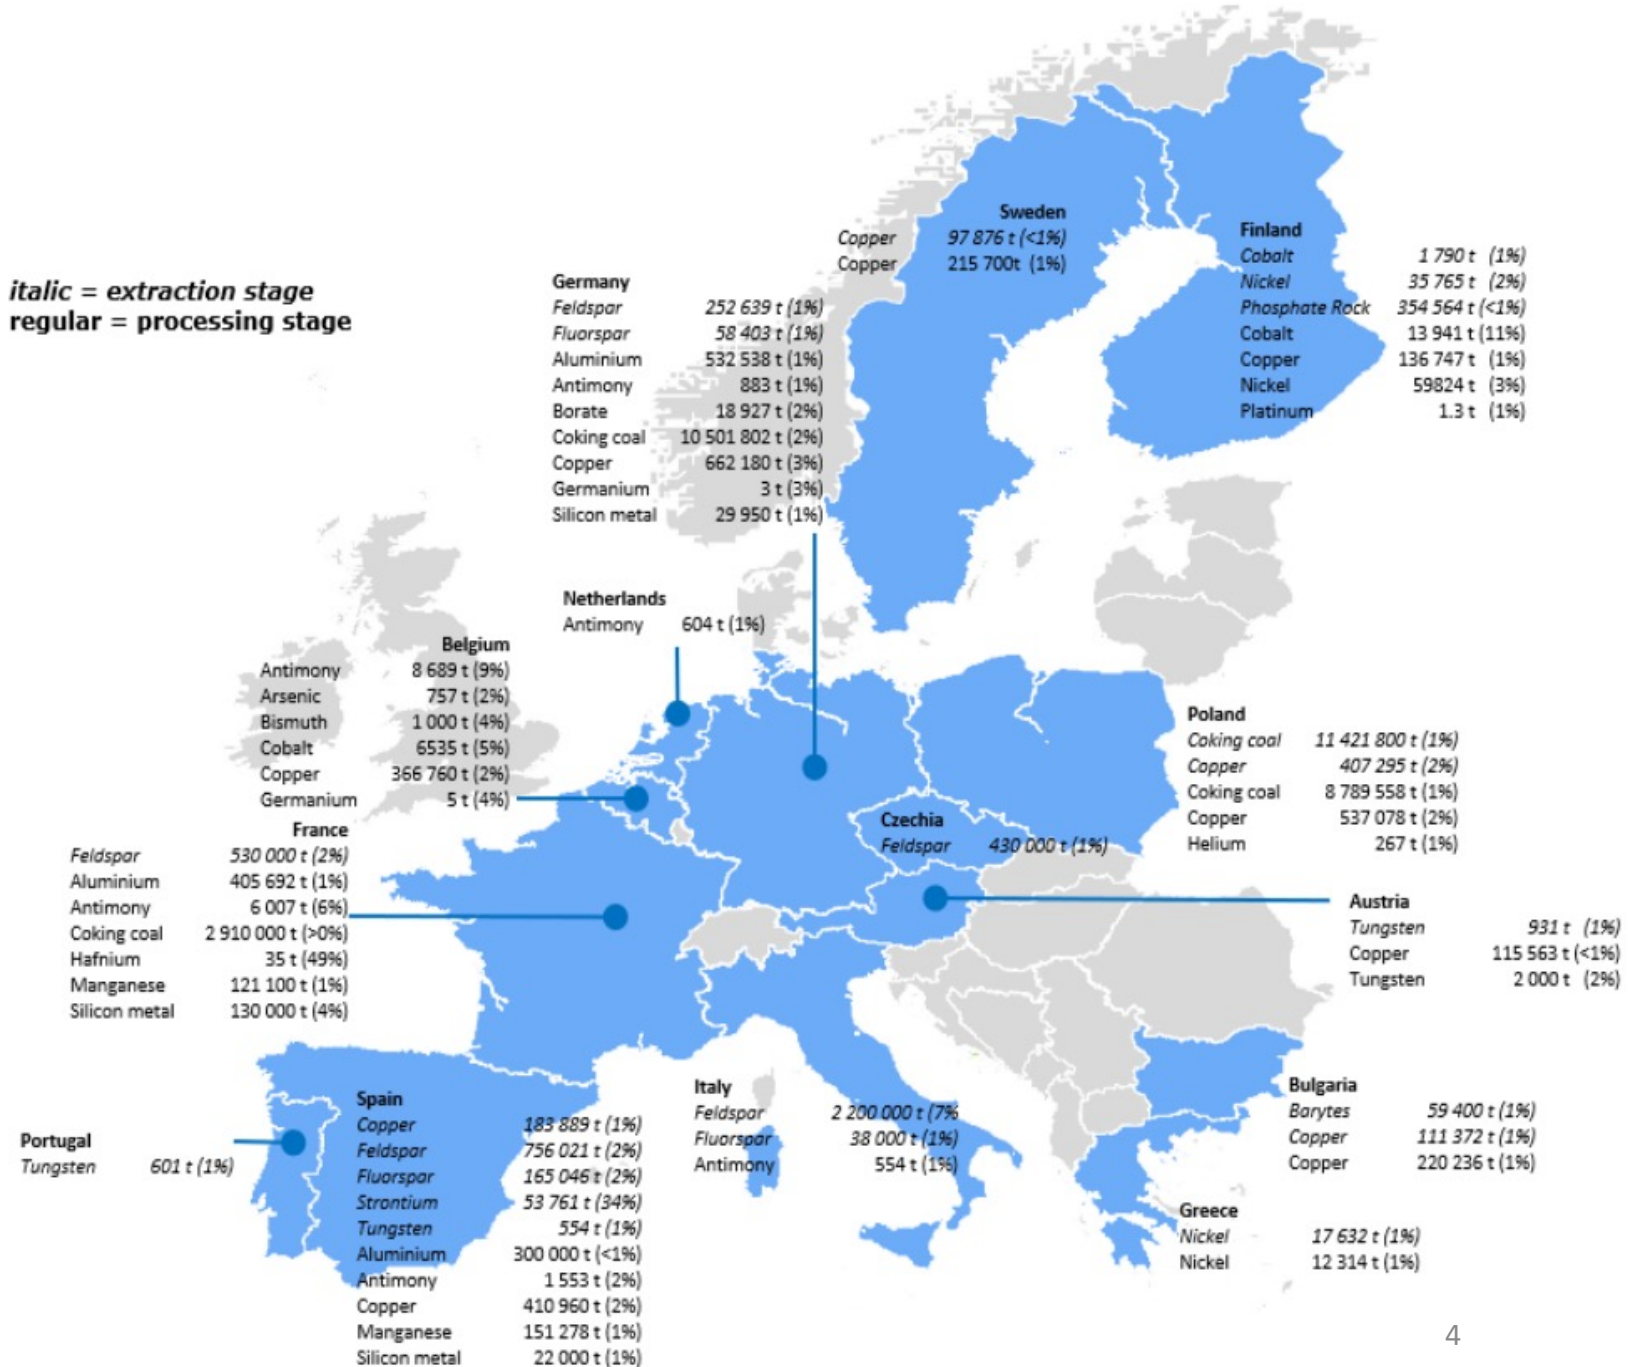 Sweden
Copper 97 876 t (<1%)
Copper 215 700t (1%)
Finland
Cobalt 1 790 t (1%)
Nickel 35 765 t (2%)
Phosphate Rock 354 564 t (<1%)
Cobalt 13 941 t (11%)
Copper 136 747 t (1%)
Nickel 59824 t (3%)
Platinum 1.3 t (1%)
italic = extraction stage
regular = processing stage
Germany
Feldspar 252 639 t (1%)
Fluorspar 58 403 t (1%)
Aluminium 532 538 t (1%)
Antimony 883 t (1%)
Borate 18 927 t (2%)
Coking coal 10 501 802 t (2%)
Copper 662 180 t (3%)
Germanium 3 t (3%)
Silicon metal 29 950 t (1%)
Netherlands
Antimony 604 t (1%)
Belgium
Antimony 8 689 t (9%)
Arsenic 757 t (2%)
Bismuth 1 000 t (4%)
Cobalt 6535 t (5%)
Copper 366 760 t (2%)
Germanium 5 t (4%)
Poland
Coking coal 11 421 800 t (1%)
Copper 407 295 t (2%)
Coking coal 8 789 558 t (1%)
Copper 537 078 t (2%)
Helium 267 t (1%)
Czechia
Feldspar 430 000 t (1%)
France
Feldspar 530 000 t (2%)
Aluminium 405 692 t (1%)
Antimony 6 007 t (6%)
Coking coal 2 910 000 t (>0%)
Hafnium 35 t (49%)
Manganese 121 100 t (1%)
Silicon metal 130 000 t (4%)
Austria
Tungsten 931 t (1%)
Copper 115 563 t (<1%)
Tungsten 2 000 t (2%)
Portugal
Tungsten 601 t (1%)
Spain
Copper 183 889 t (1%)
Feldspar 756 021 t (2%)
Fluorspar 165 046 t (2%)
Strontium 53 761 t (34%)
Tungsten 554 t (1%)
Aluminium 300 000 t (<1%)
Antimony 1 553 t (2%)
Copper 410 960 t (2%)
Manganese 151 278 t (1%)
Silicon metal 22 000 t (1%)
Italy
Feldspar 2 200 000 t (7%
Fluorspar 38 000 t (1%)
Antimony 554 t (1%)
Bulgaria
Barytes 59 400 t (1%)
Copper 111 372 t (1%)
Copper 220 236 t (1%)
Greece
Nickel 17 632 t (1%)
Nickel 12 314 t (1%)
4